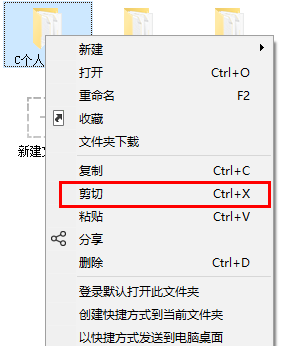 C个人
新建文
新建
打开 Ctrl+O
重命名 F2
收藏
文件夹下载
复制 Ctrl+C
剪切 Ctrl+X
粘贴 Ctrl+V
分享
删除 Ctrl+D
登录默认打开此文件夹
创建快捷方式到当前文件夹
以快捷方式发送到电脑桌面